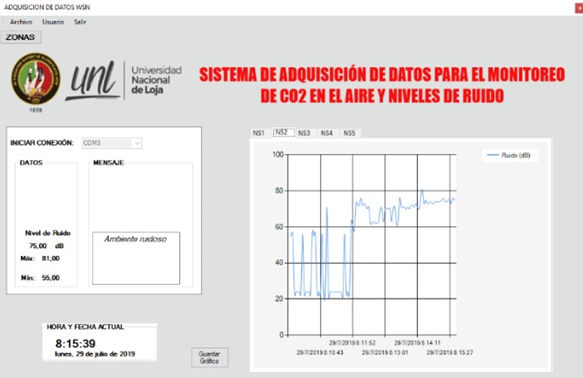 ADQUISICION DE DATOS WSN
Archivo Usuario Salir
ZONAS
1859
unl
Universidad
Nacional
de Loja
SISTEMA DE ADQUISICIÓN DE DATOS PARA EL MONITOREO
DE CO2 EN EL AIRE Y NIVELES DE RUIDO
INICIAR CONEXIÓN: COM3
DATOS
MENSAJE
Nivel de Ruido
75,00 dB
Máx: 81,00
Min: 55,00
Ambiente ruidoso
HORA Y FECHA ACTUAL
8:15:39
lunes, 29 de julio de 2019
Guardar
Gráfica
NS1 NS2 NS3 NS4 NS5
Ruido (dB)
100
80
60
40
20
0
29/7/2019 8:11:52 29/7/2019 8:14:11
29/7/2019 8:10:43 29/7/2019 8:13:01 29/7/2019 8:15:27